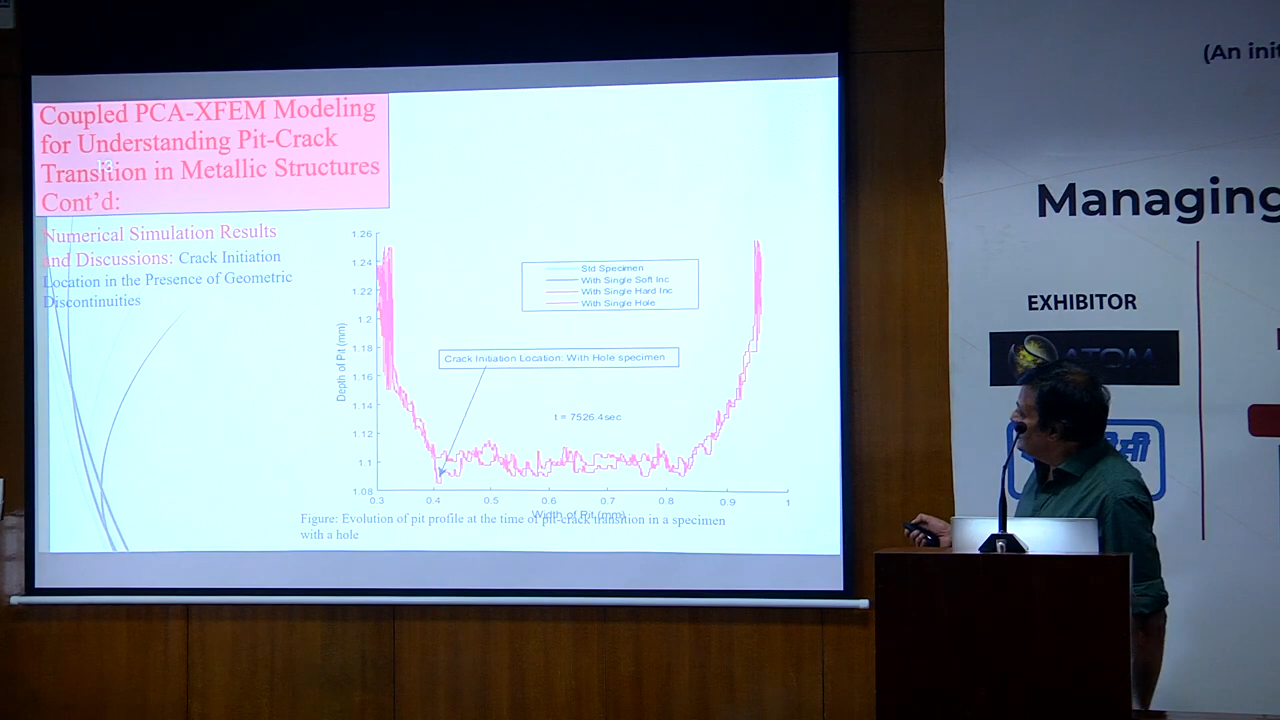 Coupled PCA-XFEM Modeling
for Understanding Pit-Crack
Transition in Metallic Structures
Cont'd:
13
Numerical Simulation Results
and Discussions: Crack Initiation
Location in the Presence of Geometric
Discontinuities
1.26
1.24
1.22
1.2
1.18
1.16
1.14
1.12
1.1
1.08
Depth of Pit (mm)
Std Specimen
With Single Soft Inc
With Single Hard Inc
With Single Hole
Crack Initiation Location: With Hole specimen
t = 7526.4sec
0.3 0.4 0.5 0.6 0.7 0.8 0.9 1
Width of Pit (mm)
Figure: Evolution of pit profile at the time of pit-crack transition in a specimen
with a hole
(An init
Managing
EXHIBITOR
ATOM
सी